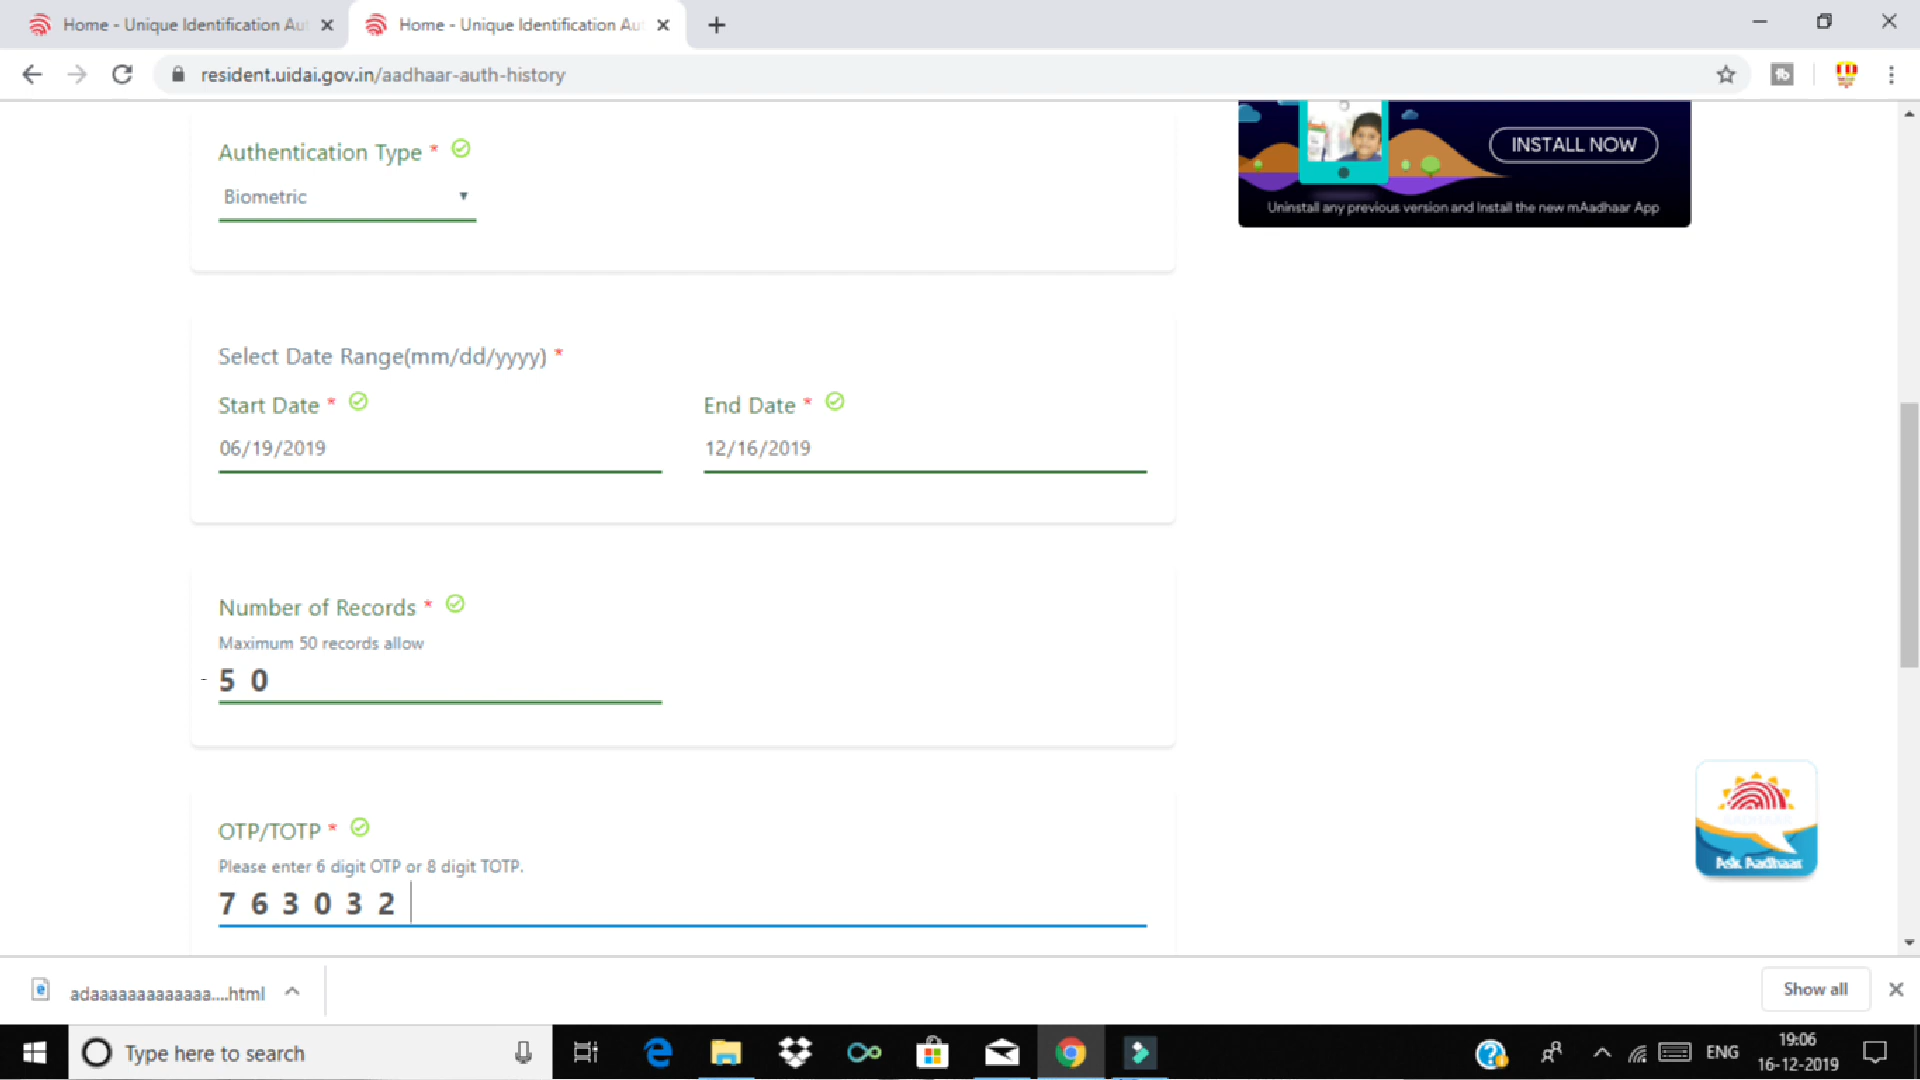 Home - Unique Identification Au
Home - Unique Identification Au
resident.uidai.gov.in/aadhaar-auth-history
Authentication Type *
Biometric
INSTALL NOW
Uninstall any previous version and Install the new mAadhaar App
Select Date Range(mm/dd/yyyy) *
Start Date *
End Date *
06/19/2019
12/16/2019
Number of Records *
Maximum 50 records allow
- 5 0
OTP/TOTP *
Please enter 6 digit OTP or 8 digit TOTP.
7 6 3 0 3 2
Ask Aadhaar
adaaaaaaaaaaaaa....html
Show all
Type here to search
ENG
19:06
16-12-2019